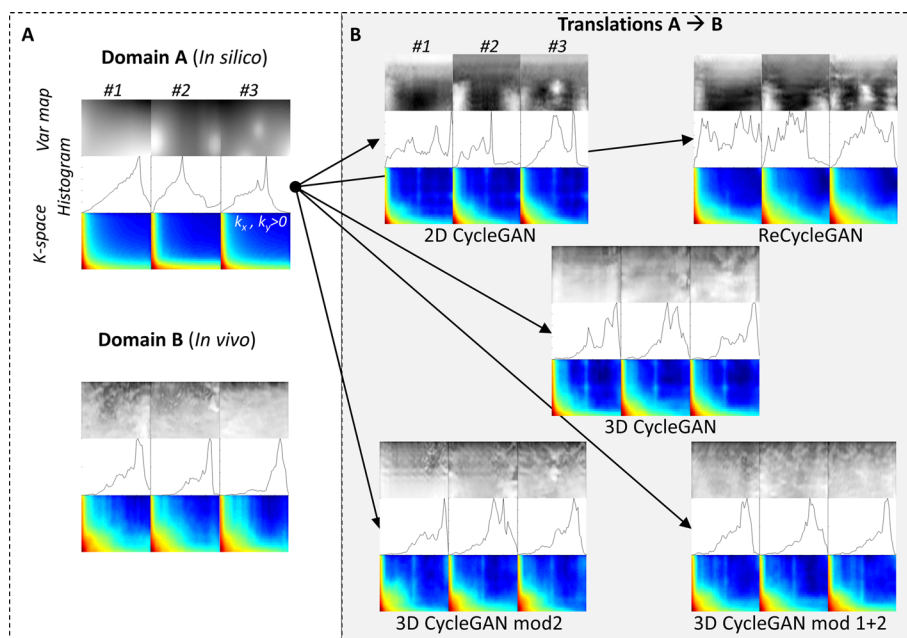 A
Domain A (In silico)
#1 #2 #3
Var map
Histogram
K-space
kx , ky>0
Domain B (In vivo)
B
Translations A → B
#1 #2 #3
2D CycleGAN
ReCycleGAN
3D CycleGAN
3D CycleGAN mod2
3D CycleGAN mod 1+2